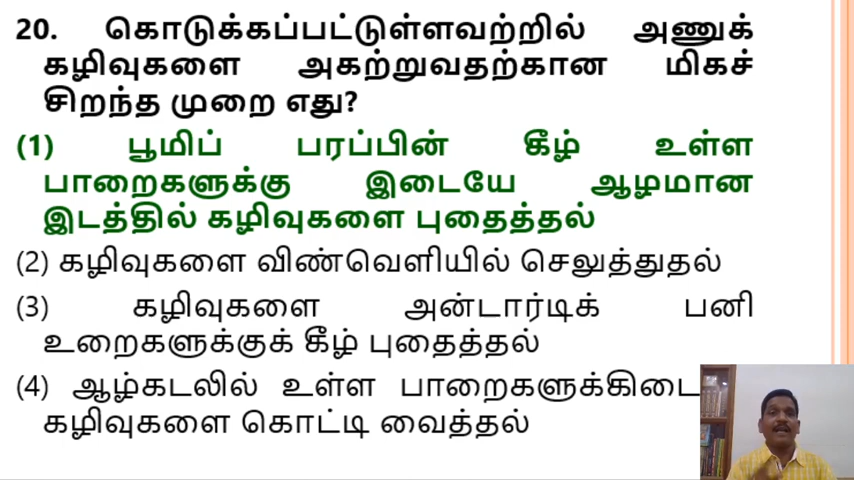 20. கொடுக்கப்பட்டுள்ளவற்றில் அணுக்
கழிவுகளை அகற்றுவதற்கான மிகச்
சிறந்த முறை எது?
(1) பூமிப் பரப்பின் கீழ் உள்ள
பாறைகளுக்கு இடையே ஆழமான
இடத்தில் கழிவுகளை புதைத்தல்
(2) கழிவுகளை விண்வெளியில் செலுத்துதல்
(3) கழிவுகளை அன்டார்டிக் பனி
உறைகளுக்குக் கீழ் புதைத்தல்
(4) ஆழ்கடலில் உள்ள பாறைகளுக்கிடை
கழிவுகளை கொட்டி வைத்தல்